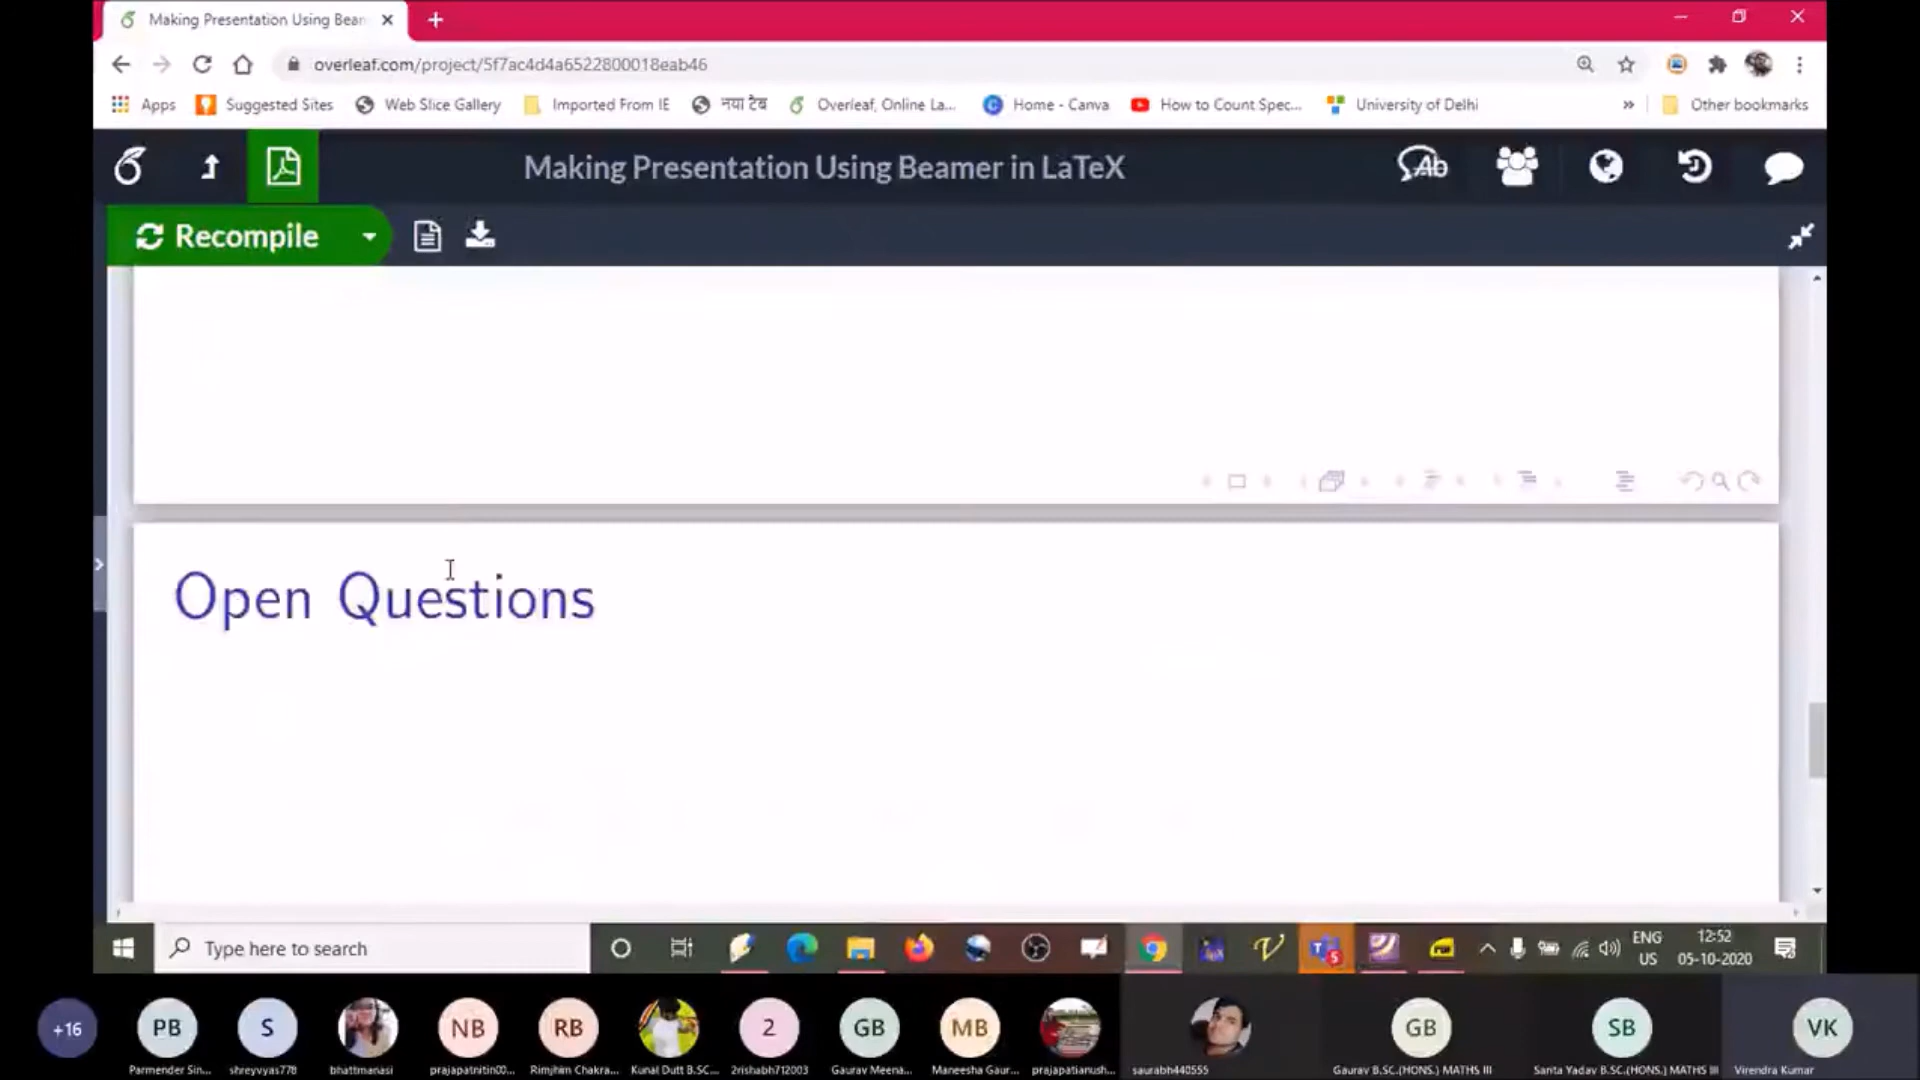 Making Presentation Using Bean
overleaf.com/project/5f7ac4d4a6522800018eab46
Apps Suggested Sites Web Slice Gallery Imported From IE नया टैब Overleaf, Online La... Home - Canva How to Count Spec... University of Delhi » Other bookmarks
Making Presentation Using Beamer in LaTeX
Ab
Recompile
Open Questions
Type here to search
5
ENG
US
12:52
05-10-2020
+16 PB S NB RB 2 GB MB GB SB VK
Parmender Sin... shreyvyas778 bhattmanasi prajapatnitin00... Rimjhim Chakra... Kunal Dutt B.SC... 2rishabh712003 Gaurav Meena... Maneesha Gaur... prajapatianush... saurabh440555 Gaurav B.SC.(HONS.) MATHS III Santa Yadav B.SC(HONS.) MATHS III Virendra Kumar